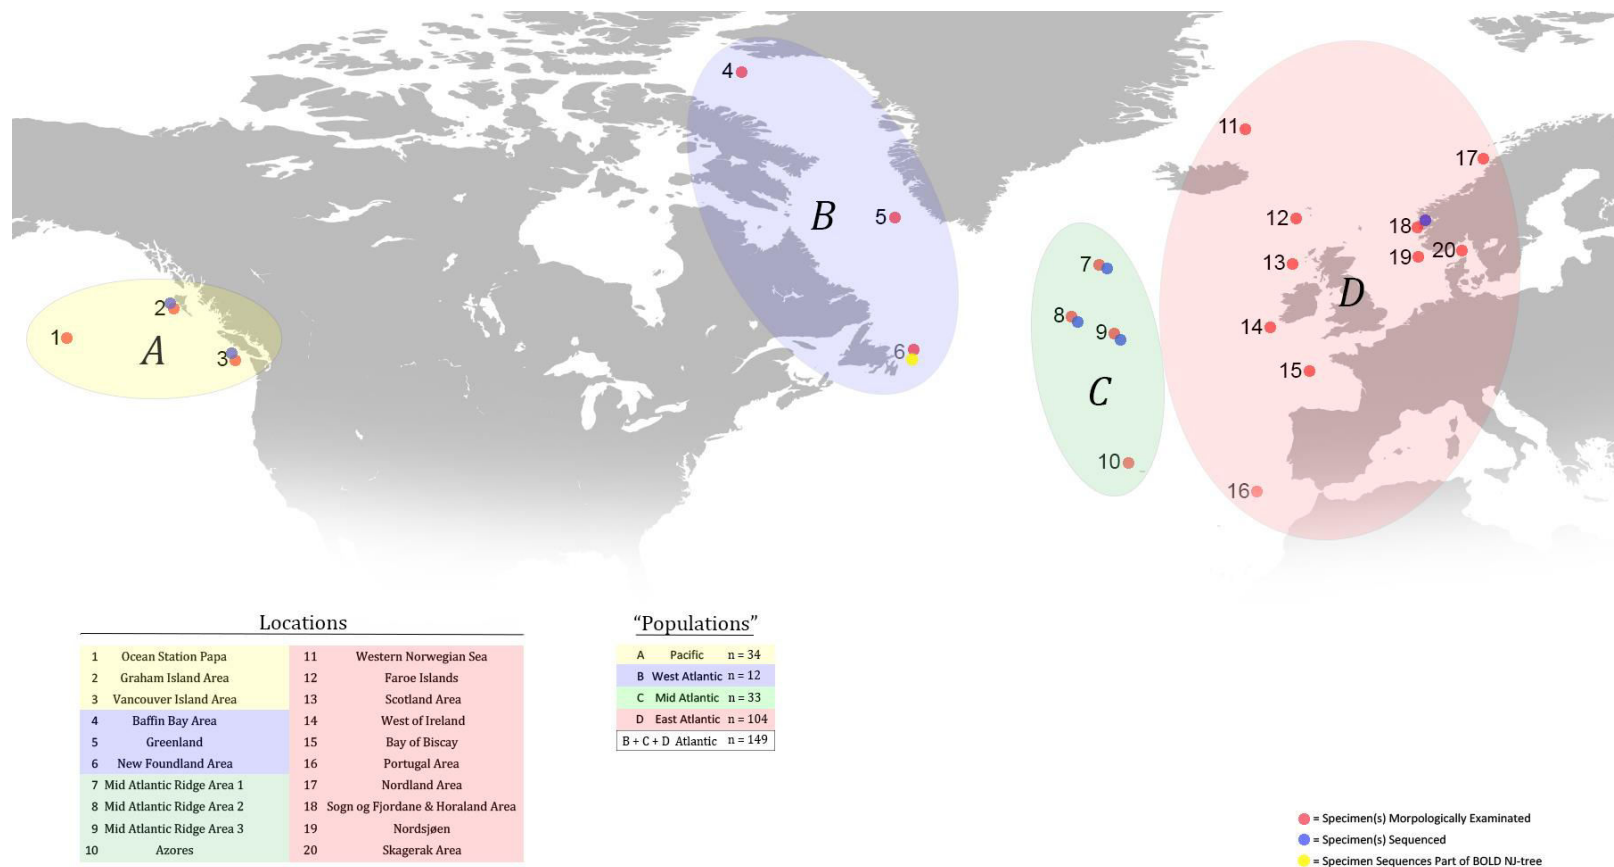 4
11
17
B
5
12
18
20
19
7
13
D
2
8
9
14
1
A
3
6
15
C
10
16
Locations
1 Ocean Station Papa
2 Graham Island Area
3 Vancouver Island Area
4 Baffin Bay Area
5 Greenland
6 New Foundland Area
7 Mid Atlantic Ridge Area 1
8 Mid Atlantic Ridge Area 2
9 Mid Atlantic Ridge Area 3
10 Azores
11 Western Norwegian Sea
12 Faroe Islands
13 Scotland Area
14 West of Ireland
15 Bay of Biscay
16 Portugal Area
17 Nordland Area
18 Sogn og Fjordane & Horaland Area
19 Nordsjøen
20 Skagerak Area
"Populations"
A Pacific n = 34
B West Atlantic n = 12
C Mid Atlantic n = 33
D East Atlantic n = 104
B + C + D Atlantic n = 149
= Specimen(s) Morpologically Examinated
= Specimen(s) Sequenced
= Specimen Sequences Part of BOLD NJ-tree